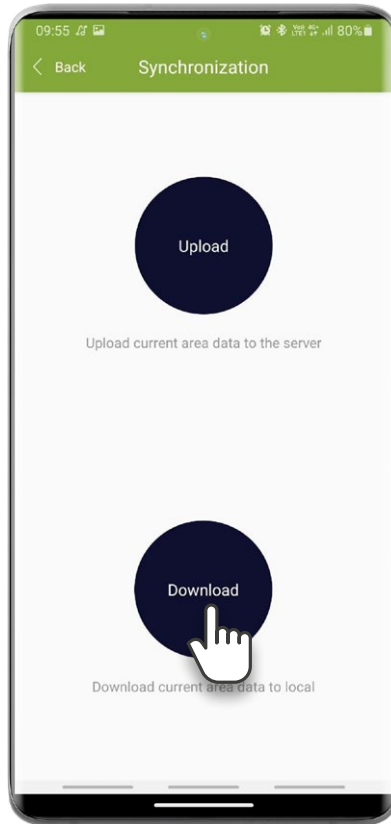 09:55 80%
Back Synchronization
Upload
Upload current area data to the server
Download
Download current area data to local